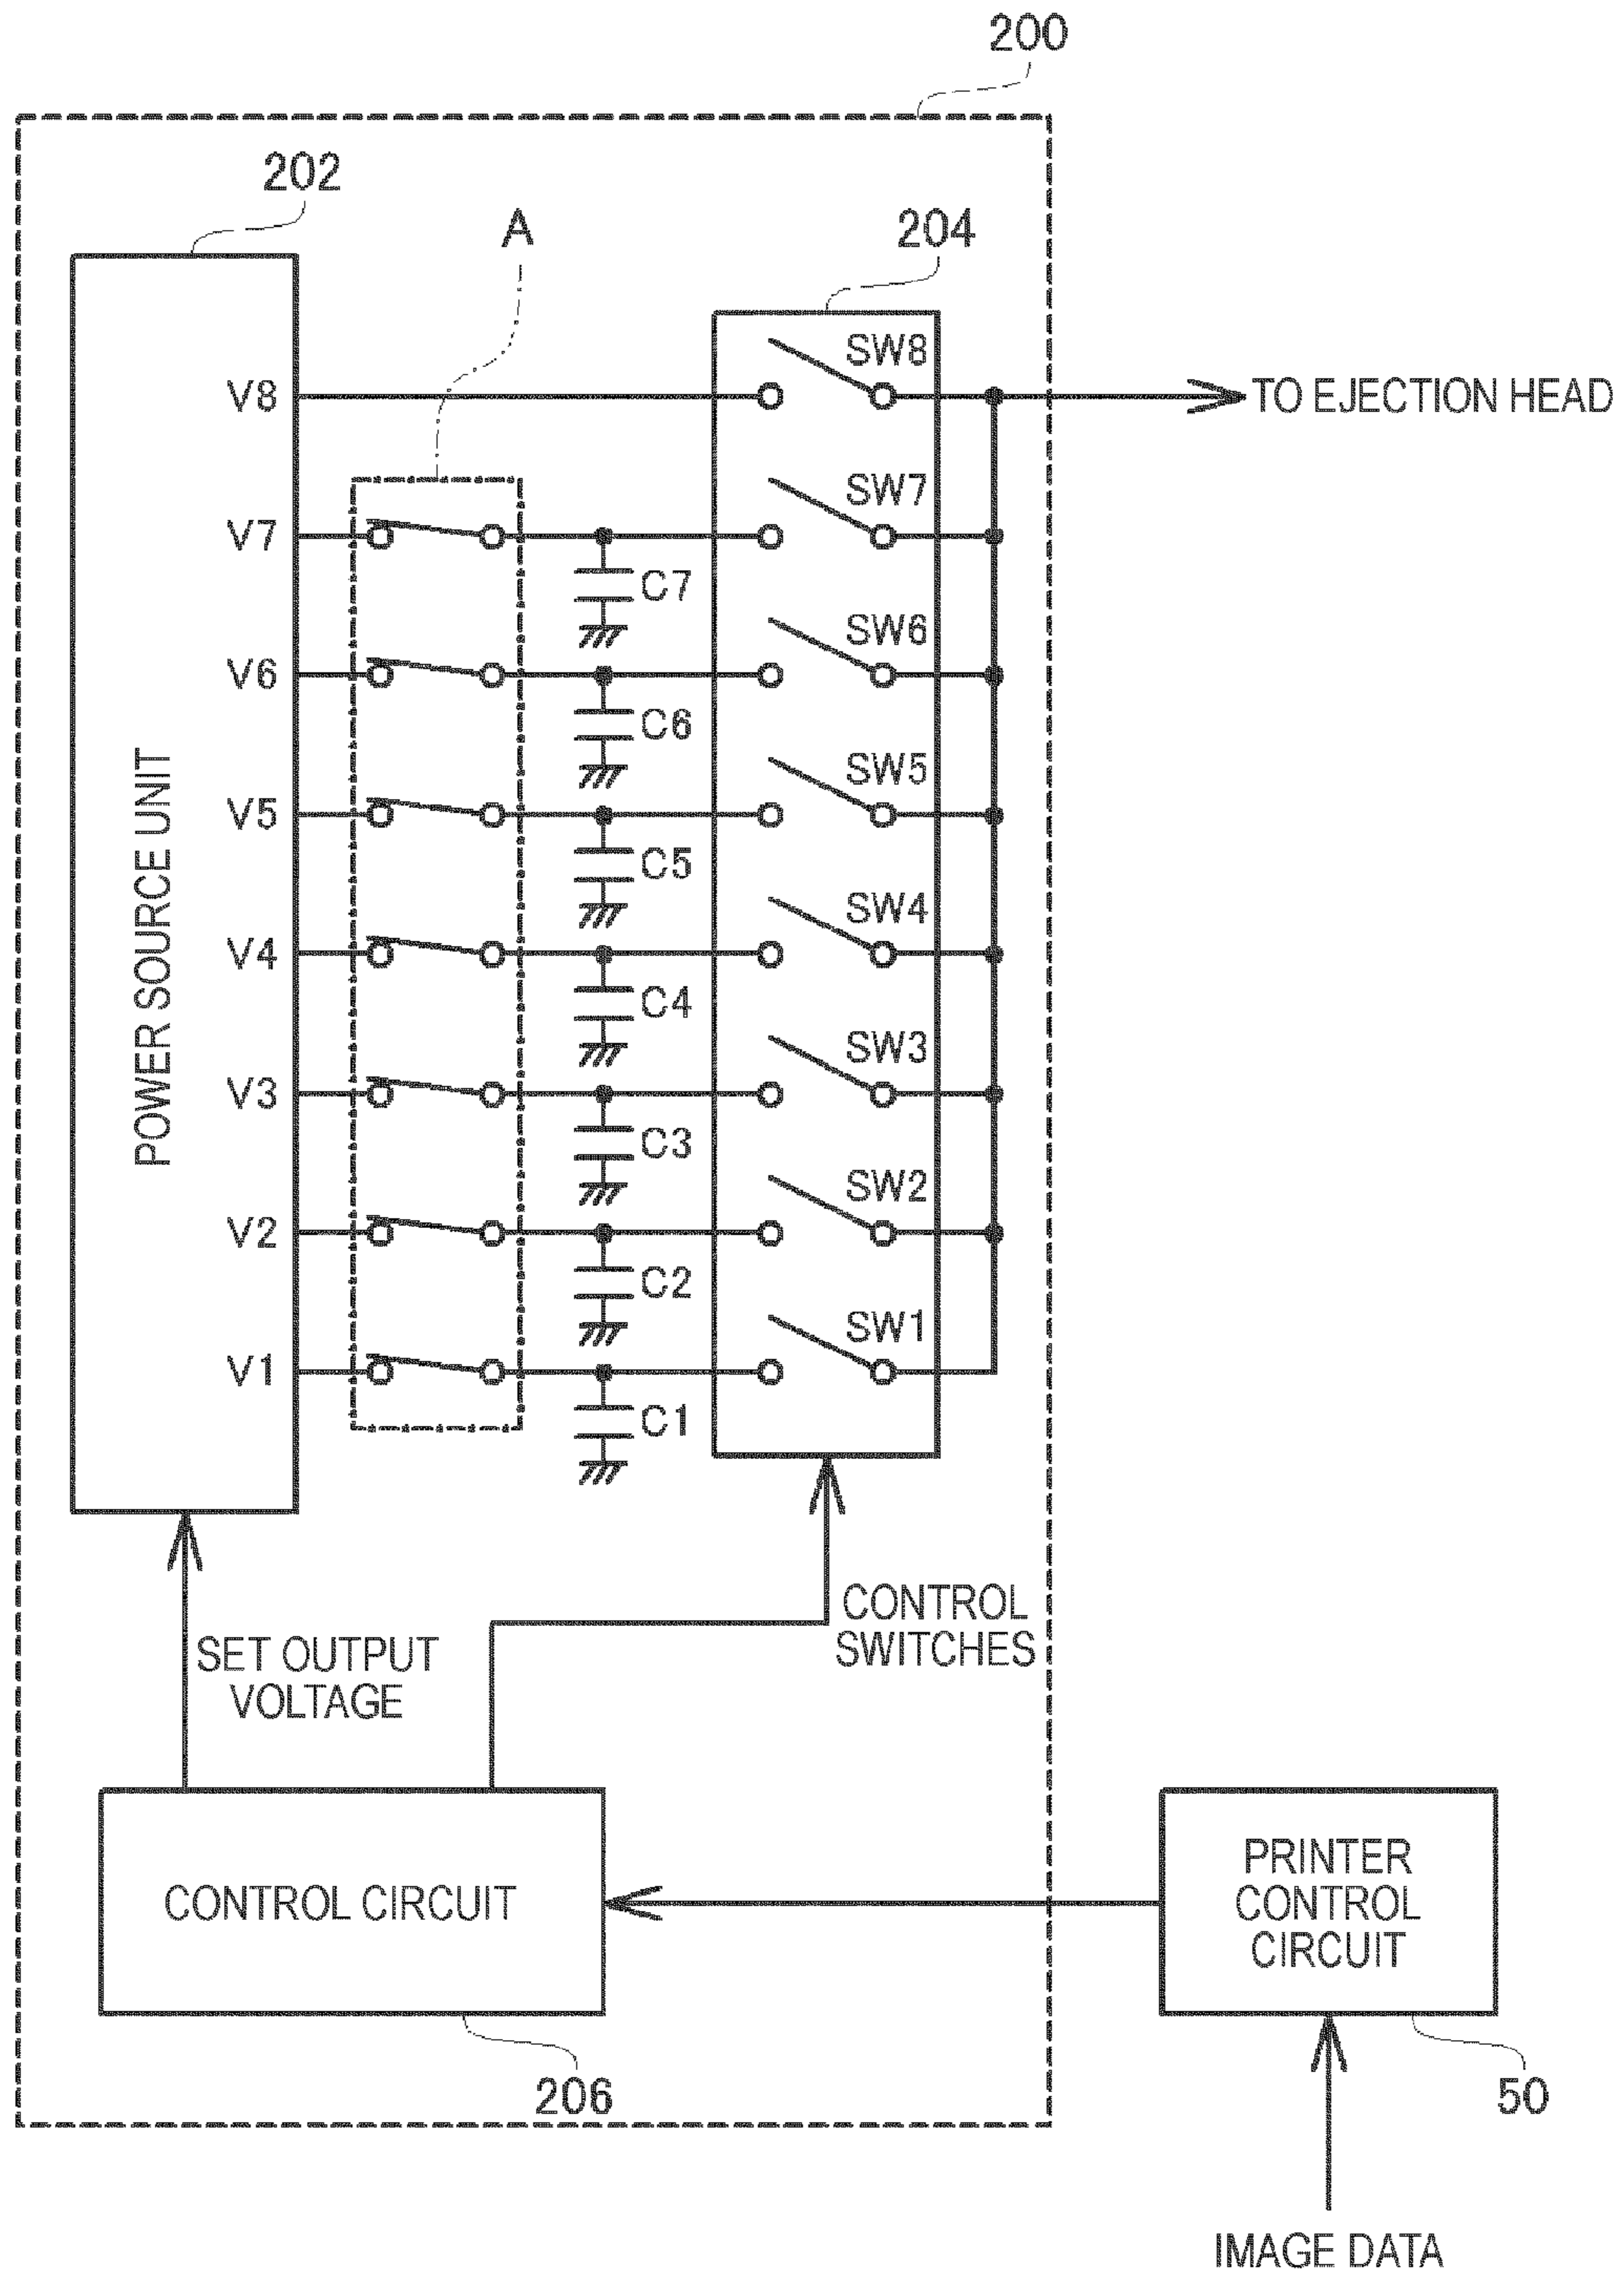 200
202
A
204
V8
SW8
TO EJECTION HEAD
V7
SW7
C7
V6
SW6
C6
V5
SW5
C5
POWER SOURCE UNIT
V4
SW4
C4
V3
SW3
C3
V2
SW2
C2
V1
SW1
C1
SET OUTPUT
VOLTAGE
CONTROL
SWITCHES
CONTROL CIRCUIT
PRINTER
CONTROL
CIRCUIT
206
50
IMAGE DATA